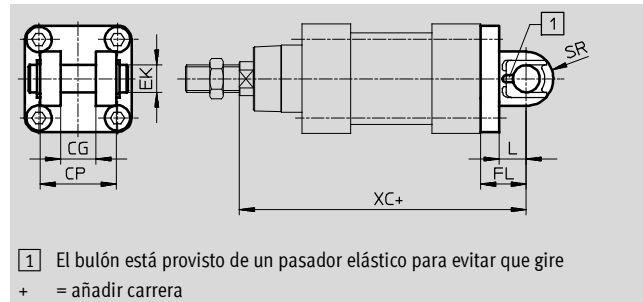 1
SR
EK
CG
CP
L
FL
XC+
1 El bulón está provisto de un pasador elástico para evitar que gire
+ = añadir carrera